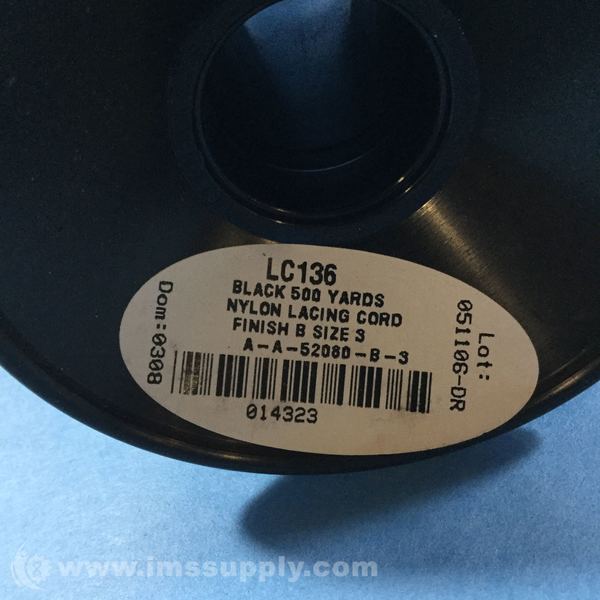 LC136
BLACK 500 YARDS
NYLON LACING CORD
FINISH B SIZE 3
A-A-52080-B-3
014323
Dom:0308
Lot:
051106-DR
www.imssupply.com